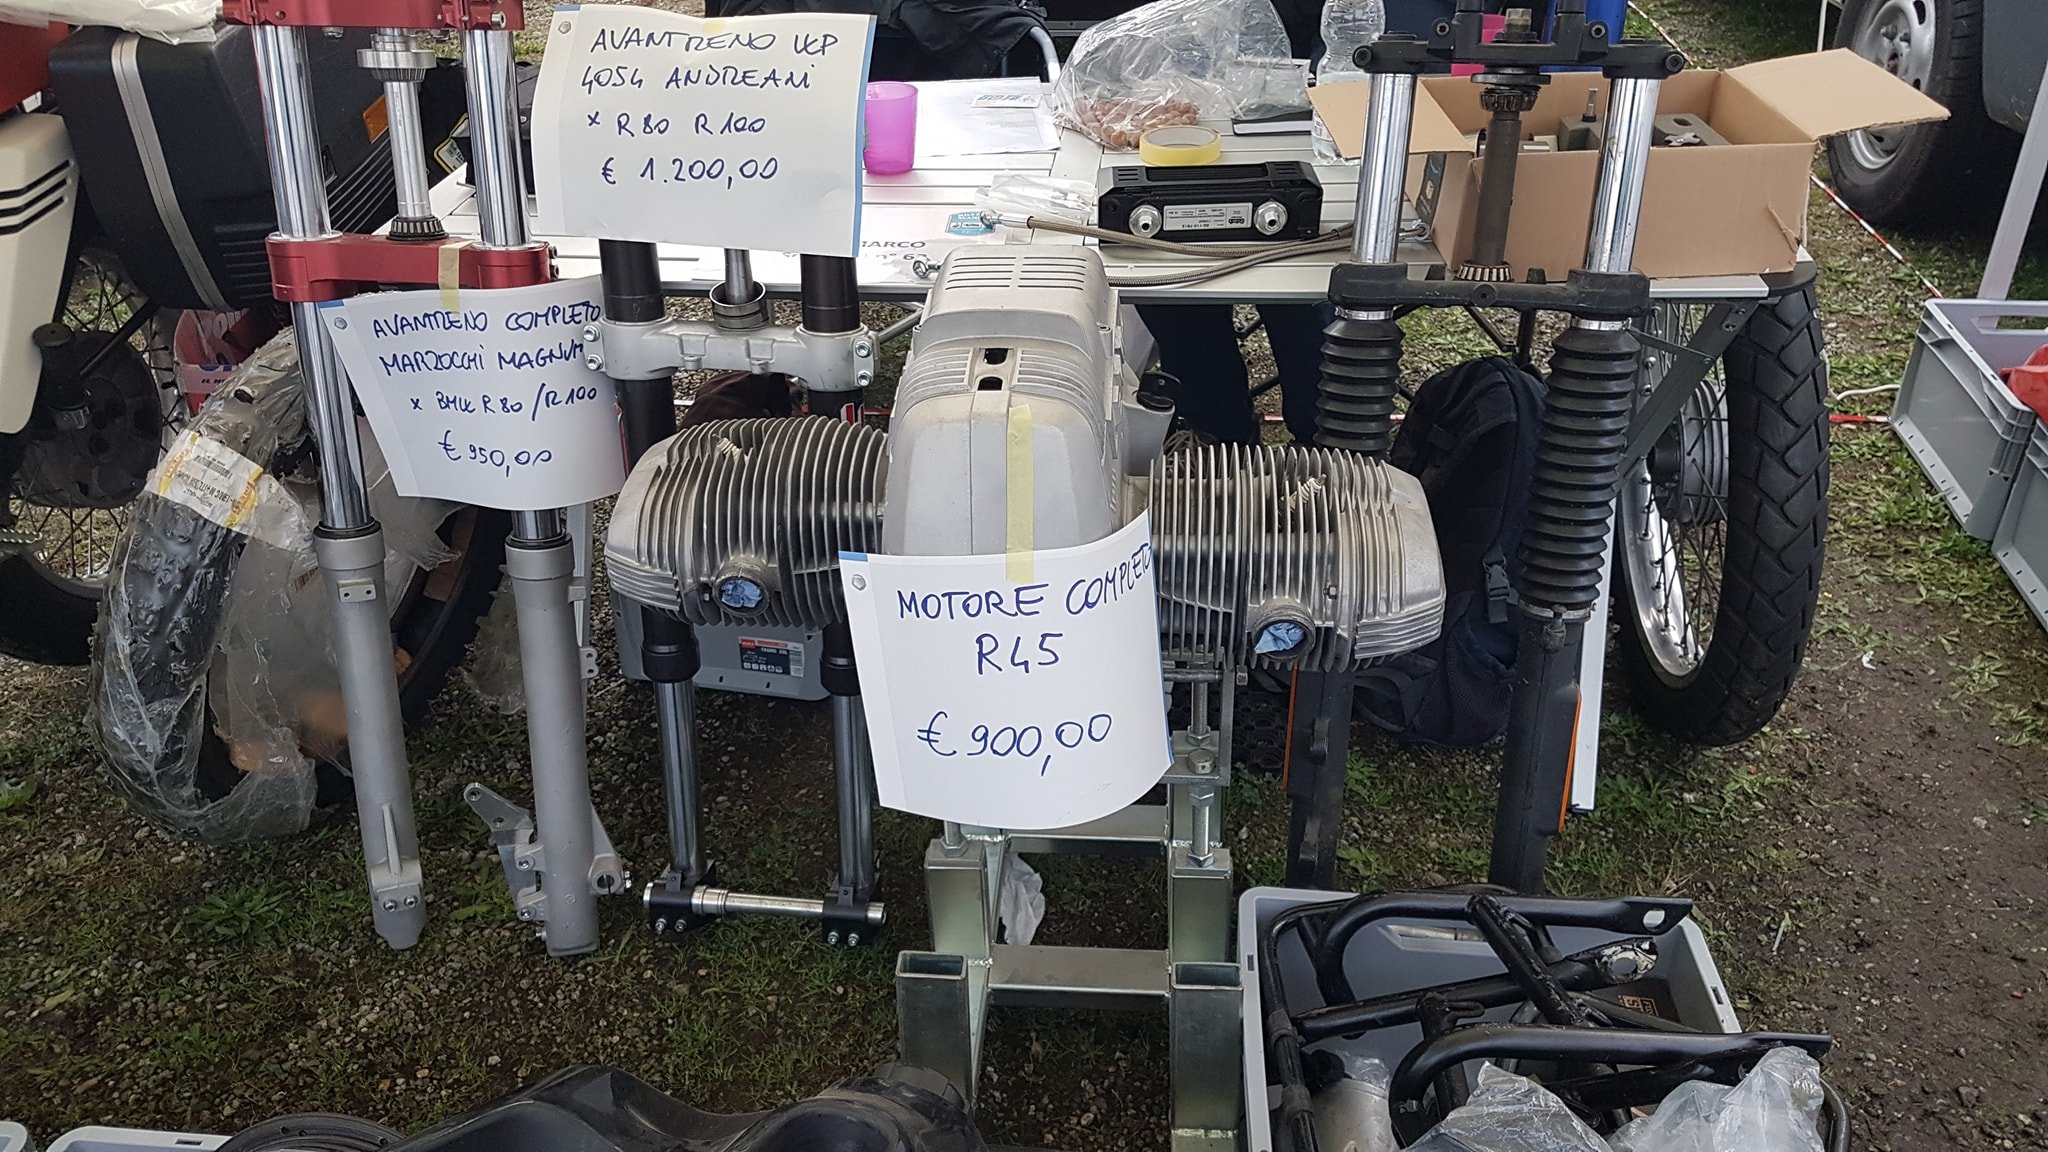 AVANTRENO WP
4054 ANDREANI
x R80 R100
€ 1.200,00
AVANTRENO COMPLETO
MARZOCCHI MAGNUM
x BMW R80/R100
€ 950,00
MOTORE COMPLETO
R45
€ 900,00
MARCO